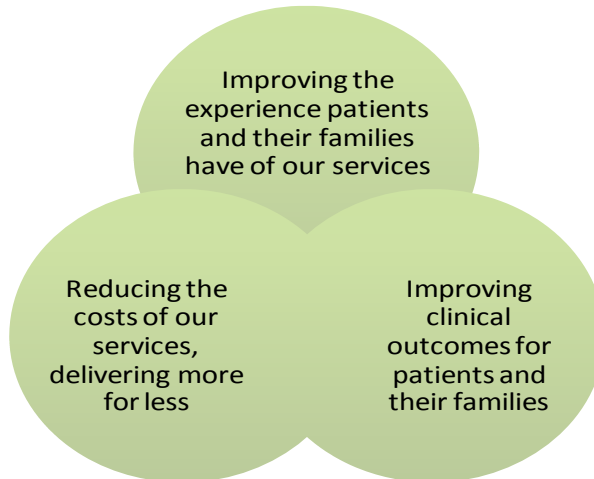 Improving the
experience patients
and their families
have of our services
Reducing the
costs of our
services,
delivering more
for less
Improving
clinical
outcomes for
patients and
their families